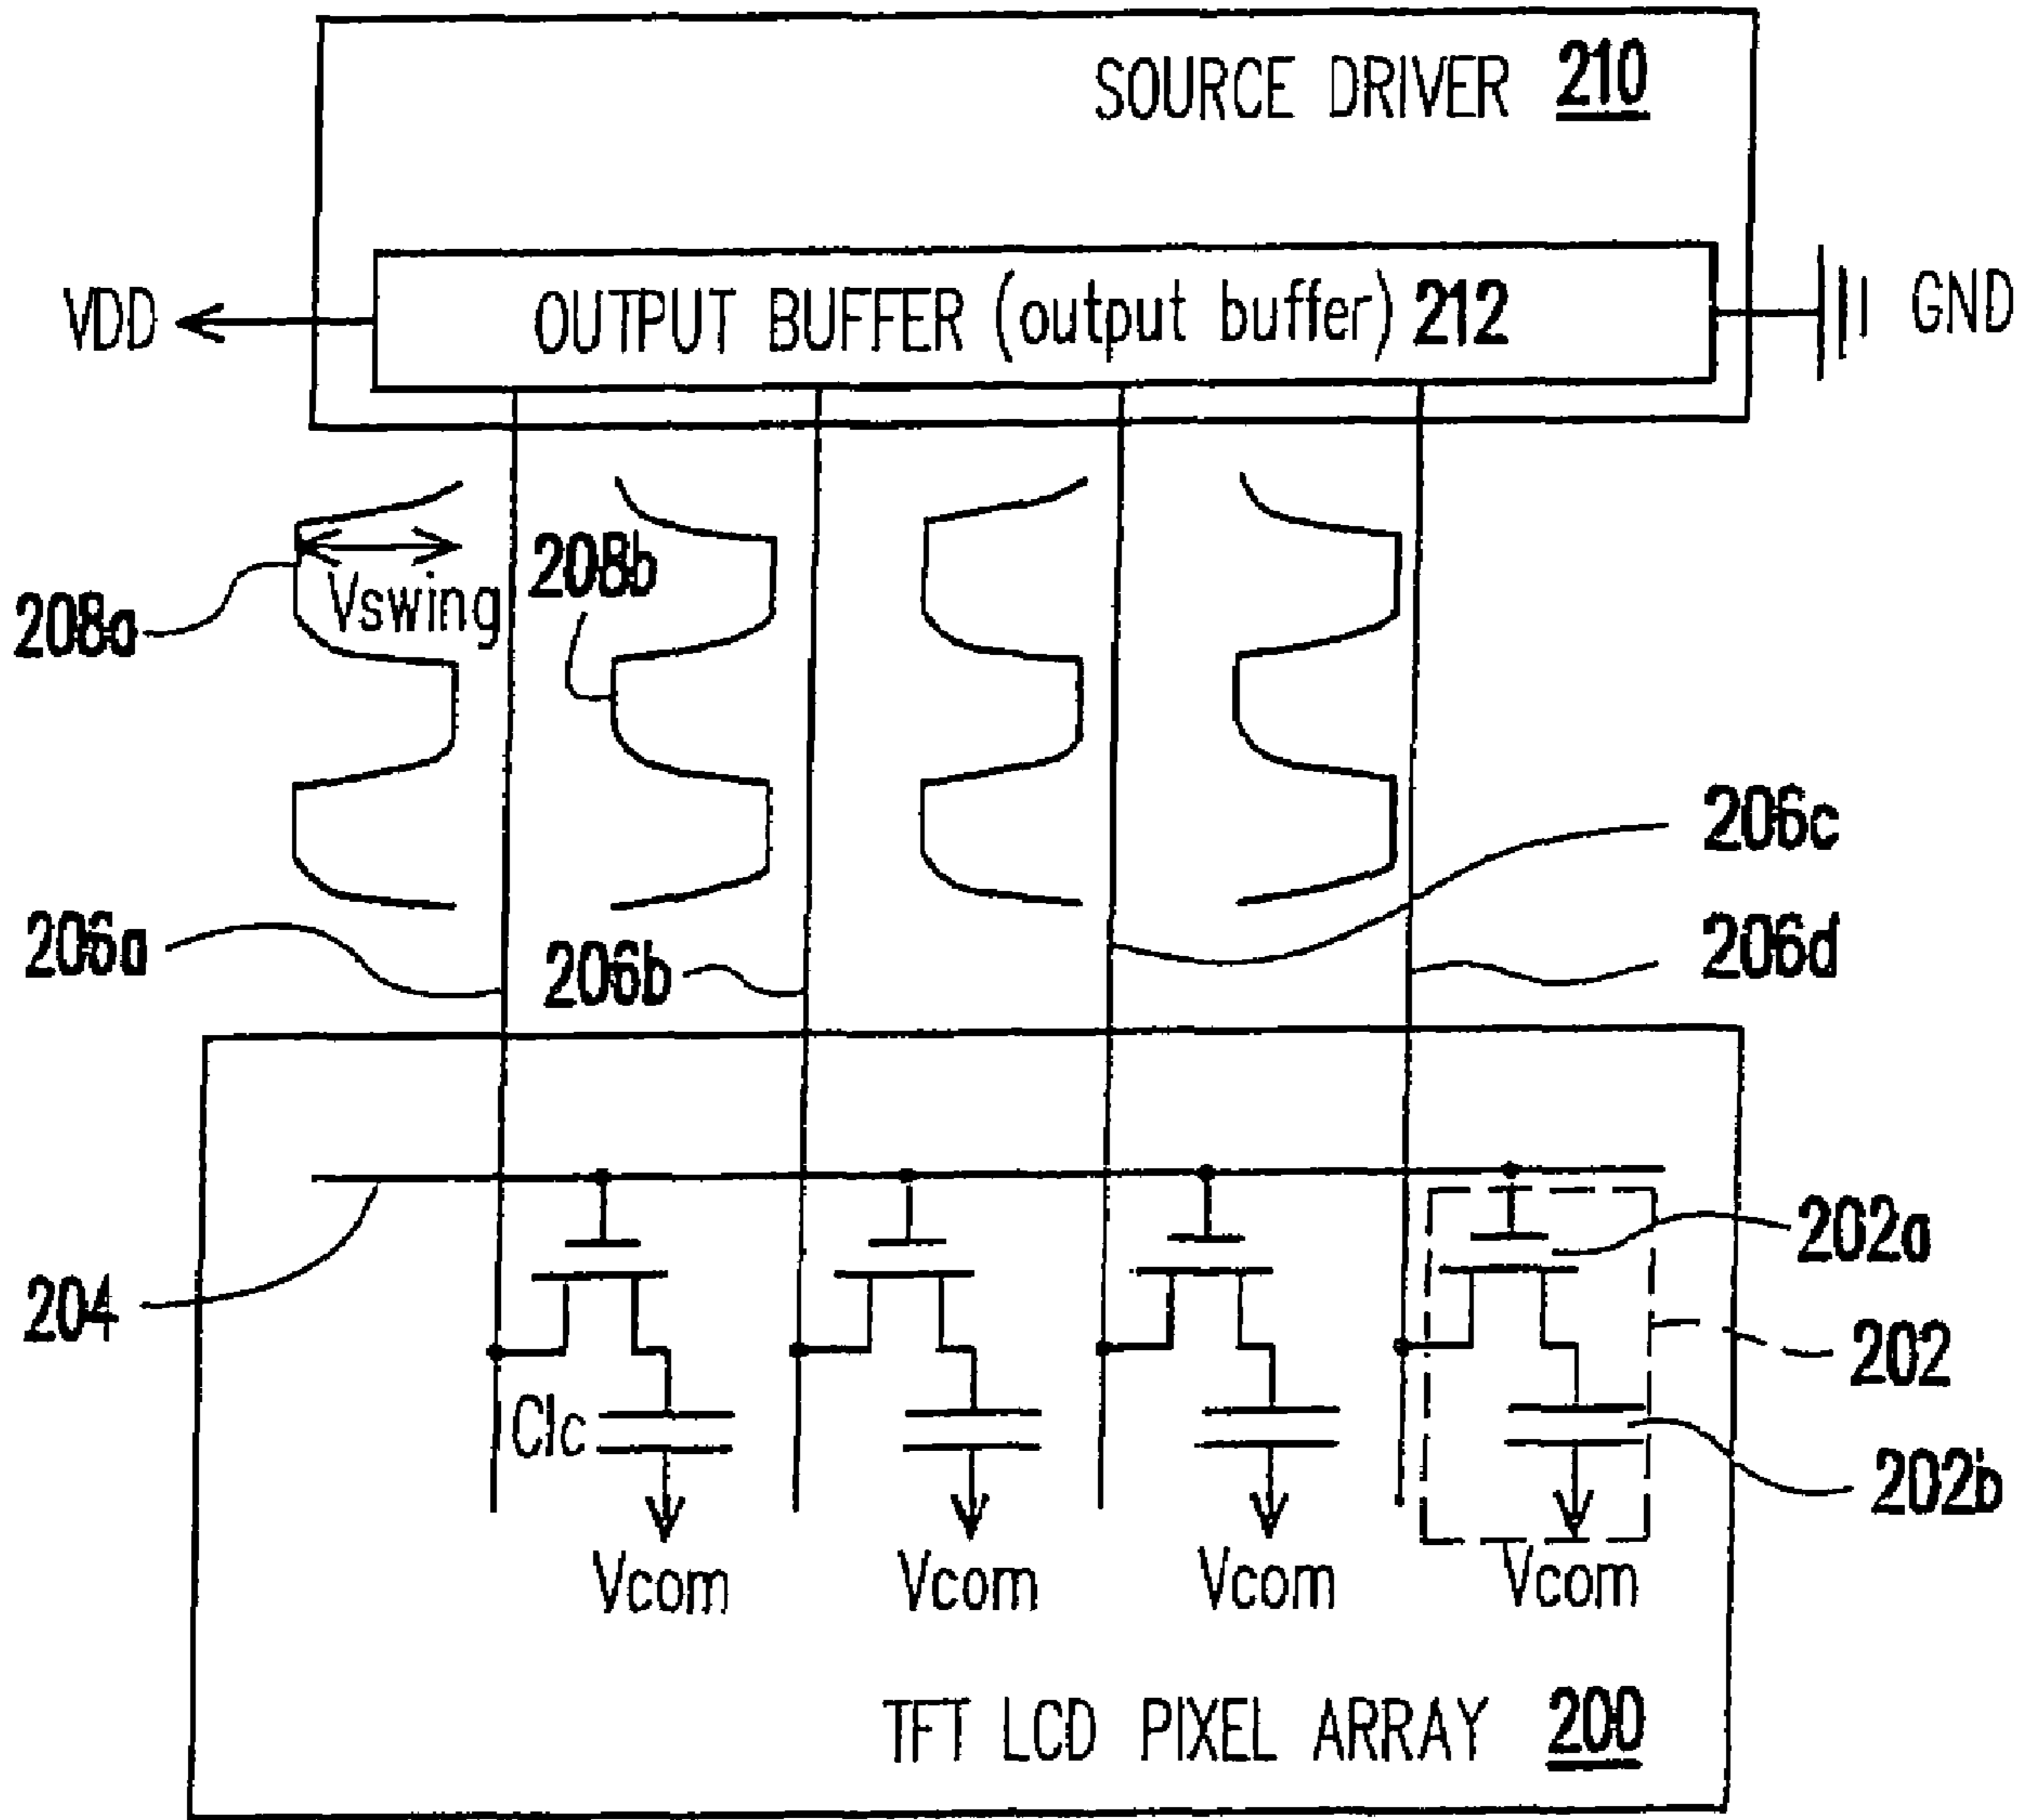 SOURCE DRIVER 210
VDD
OUTPUT BUFFER (output buffer) 212
GND
208a
Vswing
208b
206c
206a
206b
206d
204
202a
202
Clc
202b
Vcom
Vcom
Vcom
Vcom
TFT LCD PIXEL ARRAY 200